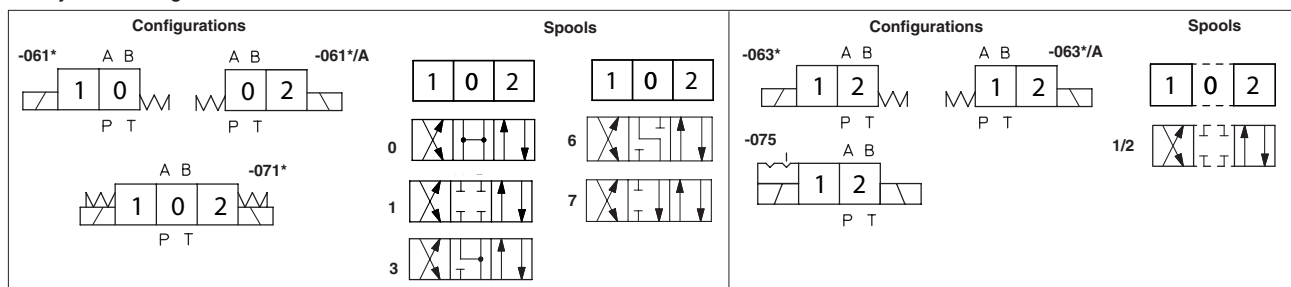 Configurations
Spools
-061*
A B
1 0
P T
-061*/A
A B
0 2
P T
-071*
A B
1 0 2
P T
1 0 2
0
1
3
1 0 2
6
7
Configurations
Spools
-063*
A B
1 2
P T
-063*/A
A B
1 2
P T
-075
A B
1 2
P T
1 0 2
1/2